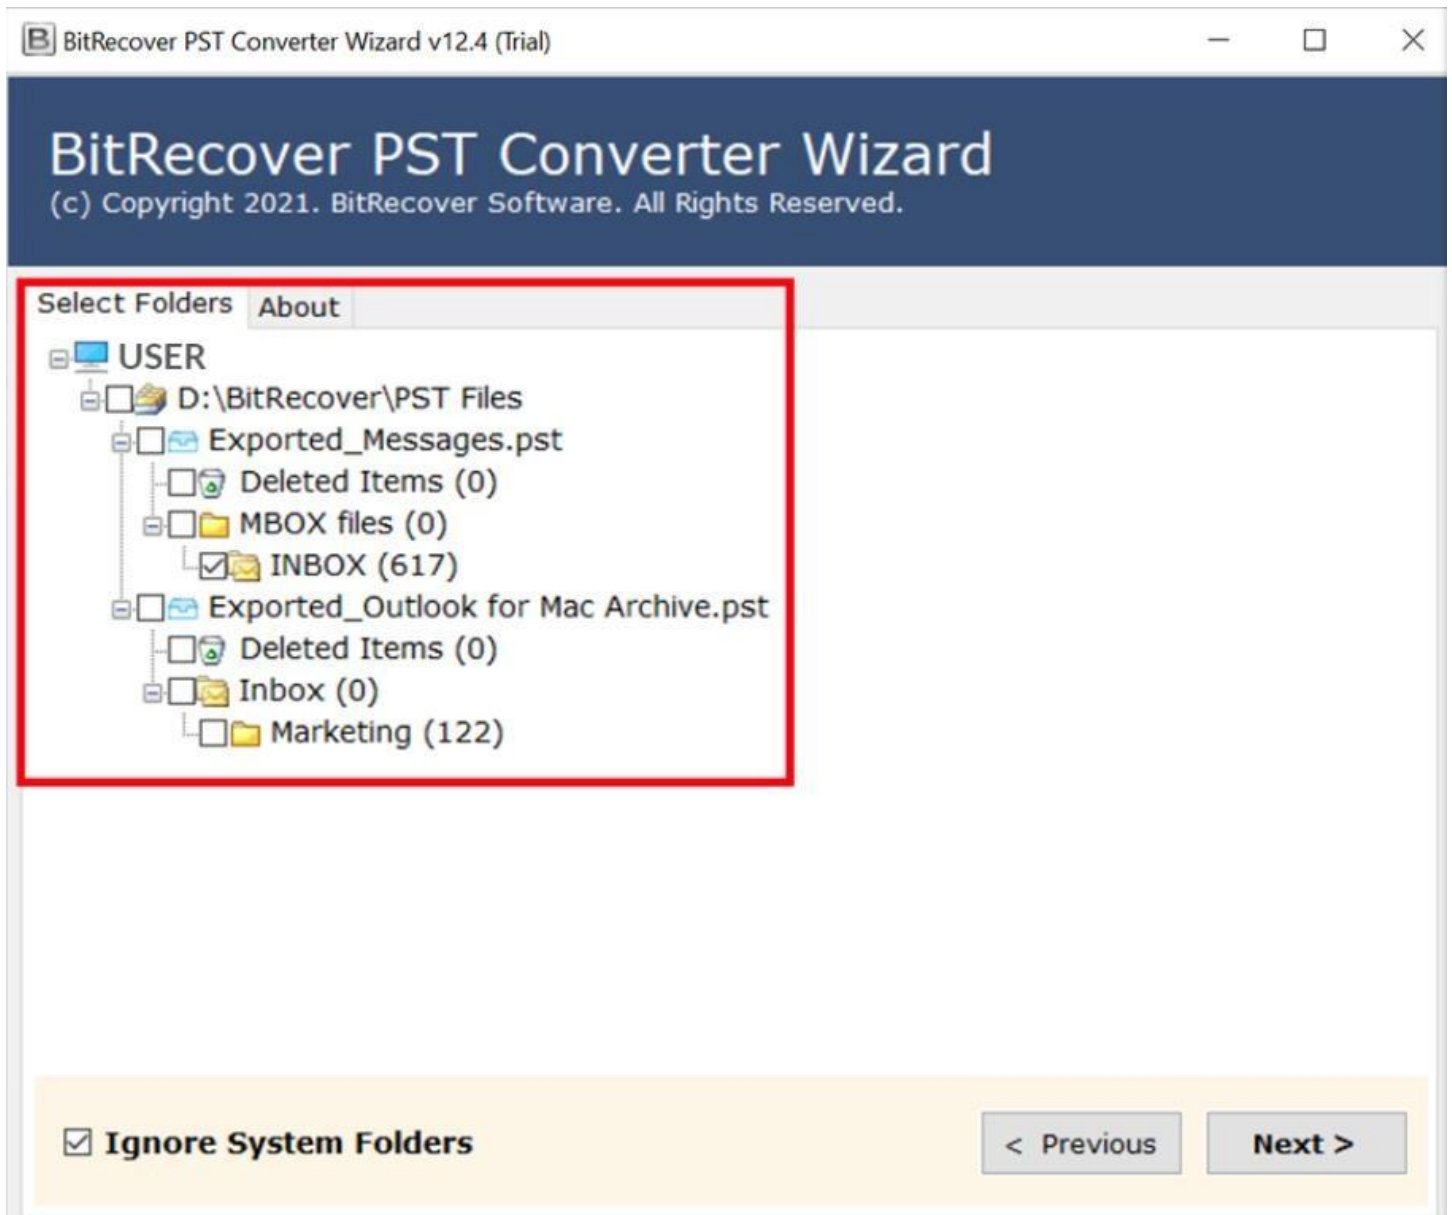 BitRecover PST Converter Wizard v12.4 (Trial)
BitRecover PST Converter Wizard
(c) Copyright 2021. BitRecover Software. All Rights Reserved.
Select Folders About
USER
D:\BitRecover\PST Files
Exported_Messages.pst
Deleted Items (0)
MBOX files (0)
INBOX (617)
Exported_Outlook for Mac Archive.pst
Deleted Items (0)
Inbox (0)
Marketing (122)
Ignore System Folders < Previous Next >